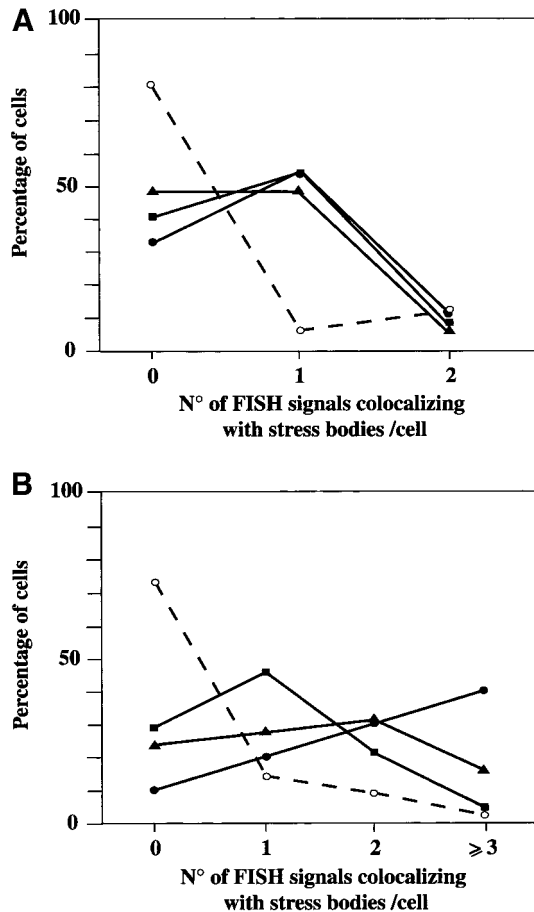 A
100
50
0
Percentage of cells
0 1 2
N° of FISH signals colocalizing
with stress bodies /cell
B
100
50
0
Percentage of cells
0 1 2 ⩾3
N° of FISH signals colocalizing
with stress bodies /cell